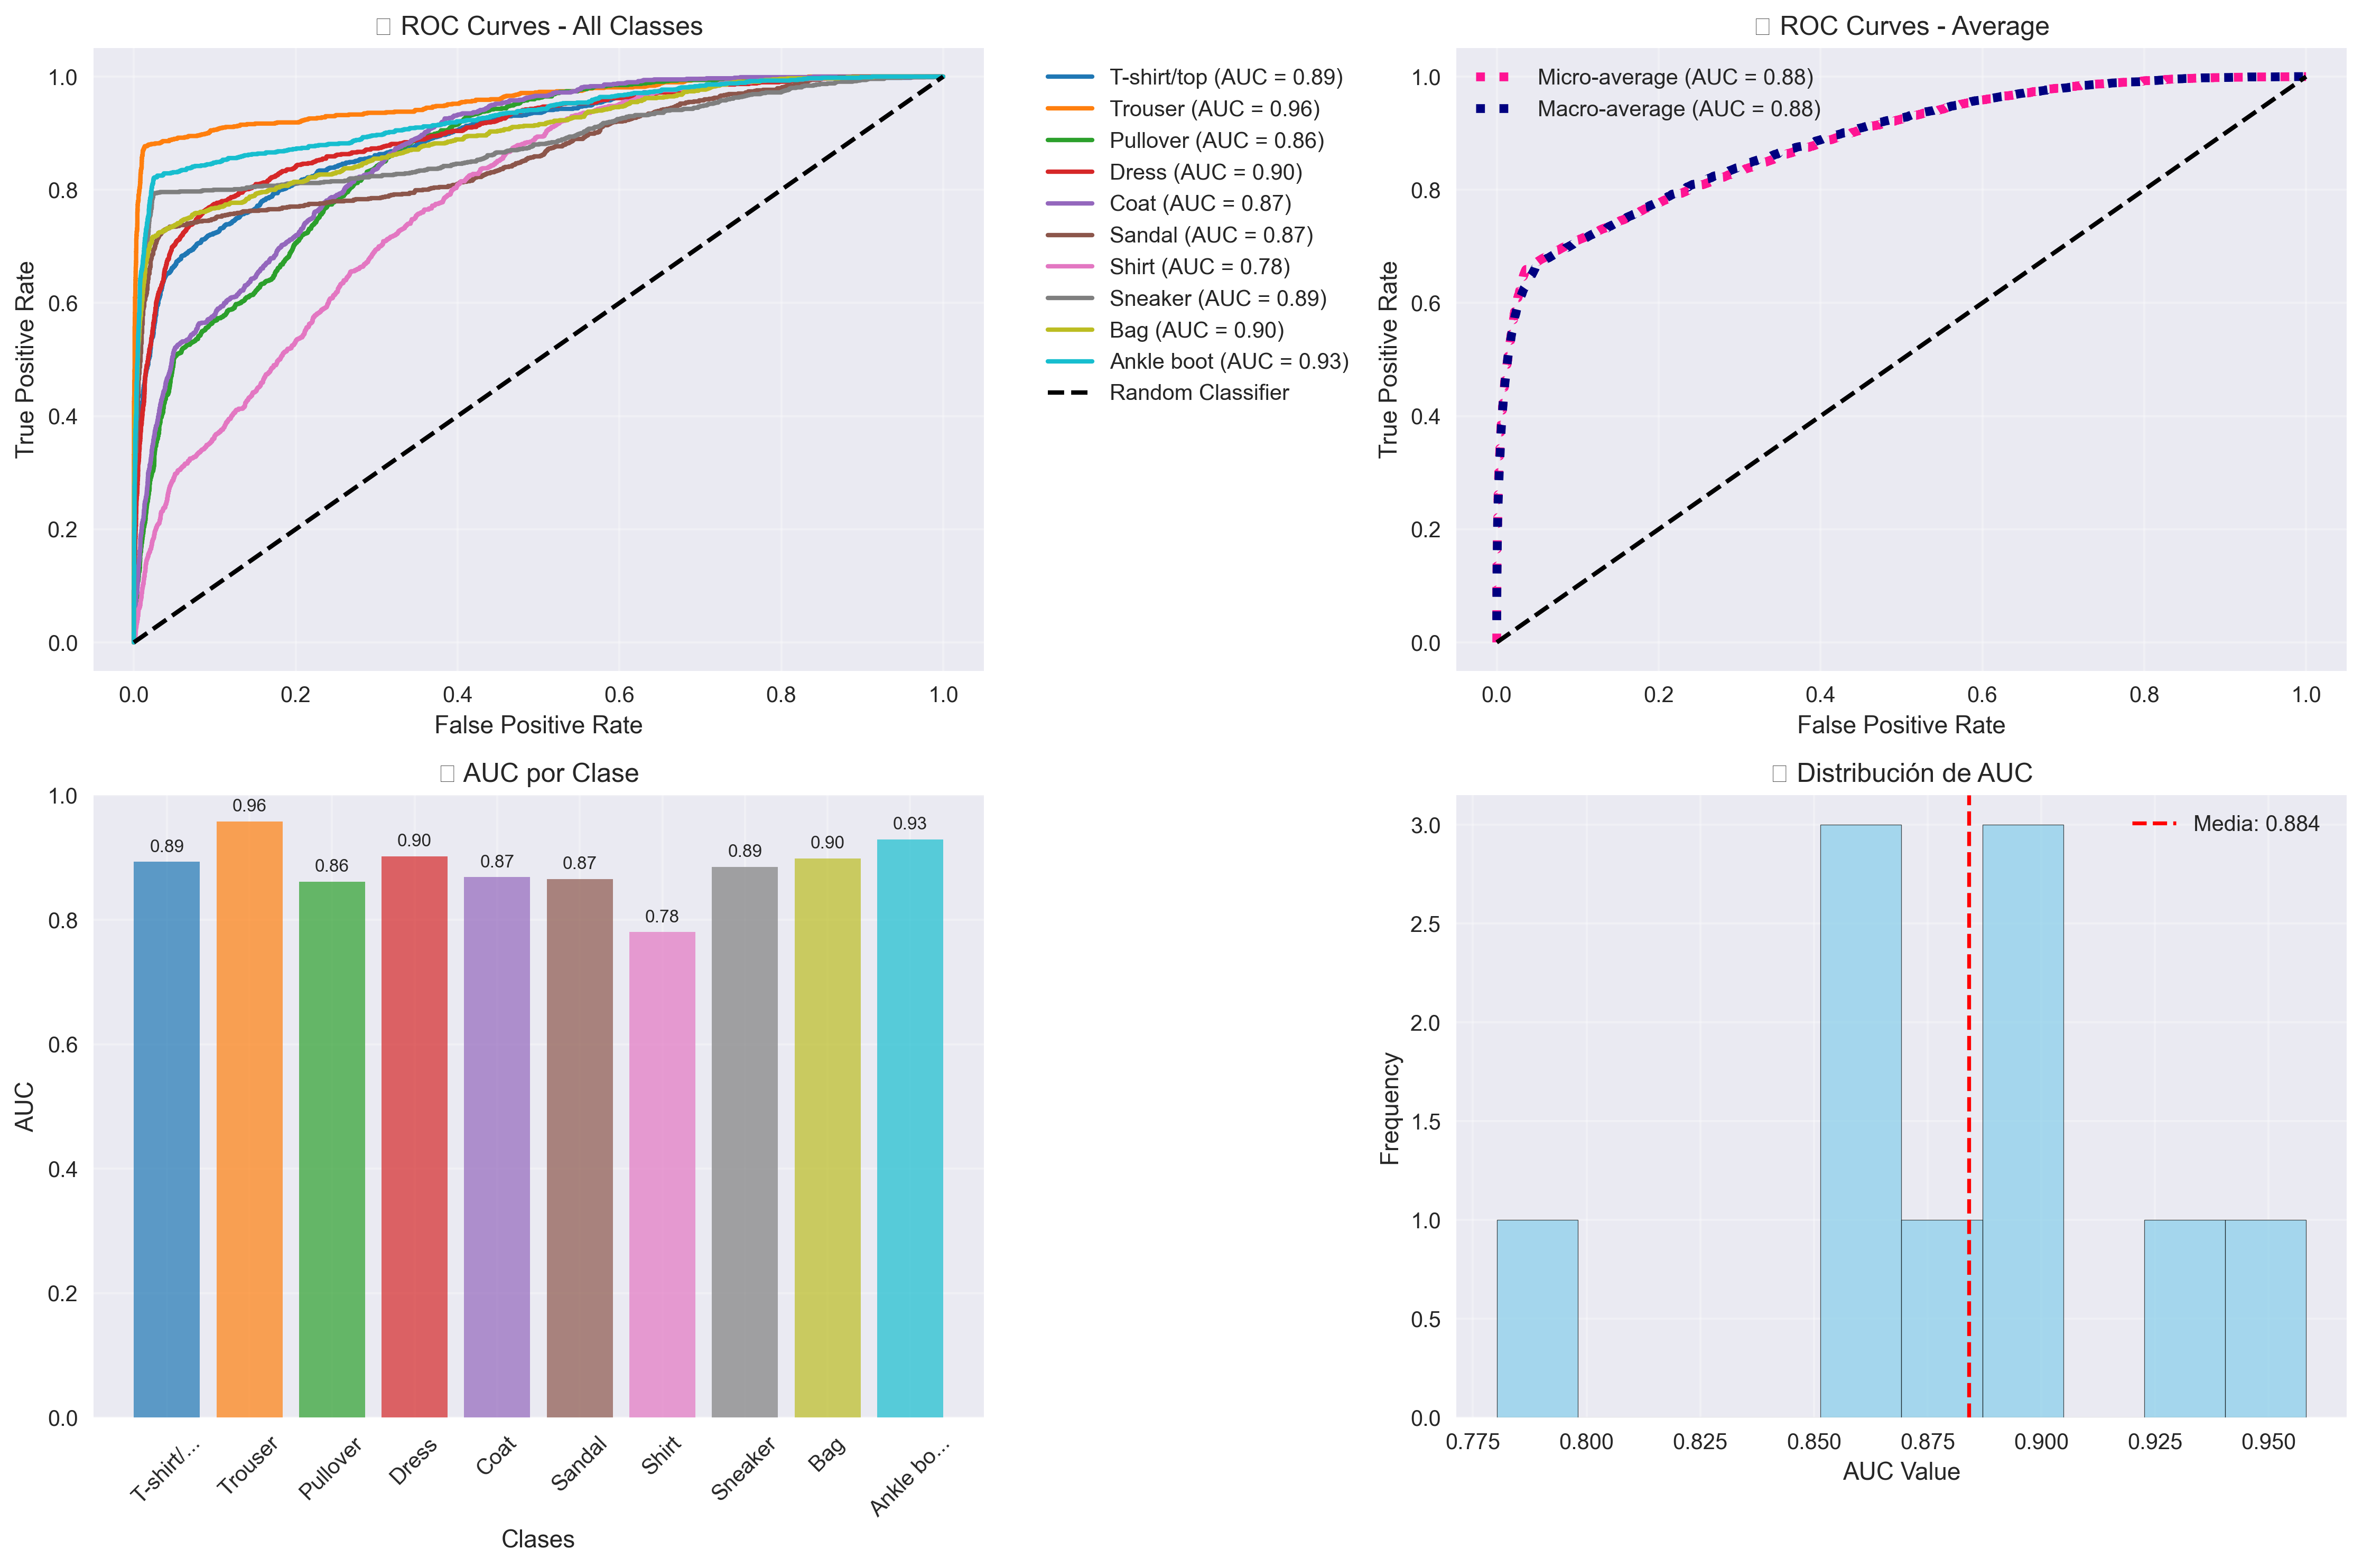 ROC Curves - All Classes
True Positive Rate
1.0
0.8
0.6
0.4
0.2
0.0
0.0 0.2 0.4 0.6 0.8 1.0
False Positive Rate
T-shirt/top (AUC = 0.89)
Trouser (AUC = 0.96)
Pullover (AUC = 0.86)
Dress (AUC = 0.90)
Coat (AUC = 0.87)
Sandal (AUC = 0.87)
Shirt (AUC = 0.78)
Sneaker (AUC = 0.89)
Bag (AUC = 0.90)
Ankle boot (AUC = 0.93)
Random Classifier
ROC Curves - Average
Micro-average (AUC = 0.88)
Macro-average (AUC = 0.88)
True Positive Rate
1.0
0.8
0.6
0.4
0.2
0.0
0.0 0.2 0.4 0.6 0.8 1.0
False Positive Rate
AUC por Clase
AUC
1.0
0.8
0.6
0.4
0.2
0.0
0.89 0.96 0.86 0.90 0.87 0.87 0.78 0.89 0.90 0.93
T-shirt/... Trouser Pullover Dress Coat Sandal Shirt Sneaker Bag Ankle bo...
Clases
Distribución de AUC
Media: 0.884
Frequency
3.0
2.5
2.0
1.5
1.0
0.5
0.0
0.775 0.800 0.825 0.850 0.875 0.900 0.925 0.950
AUC Value